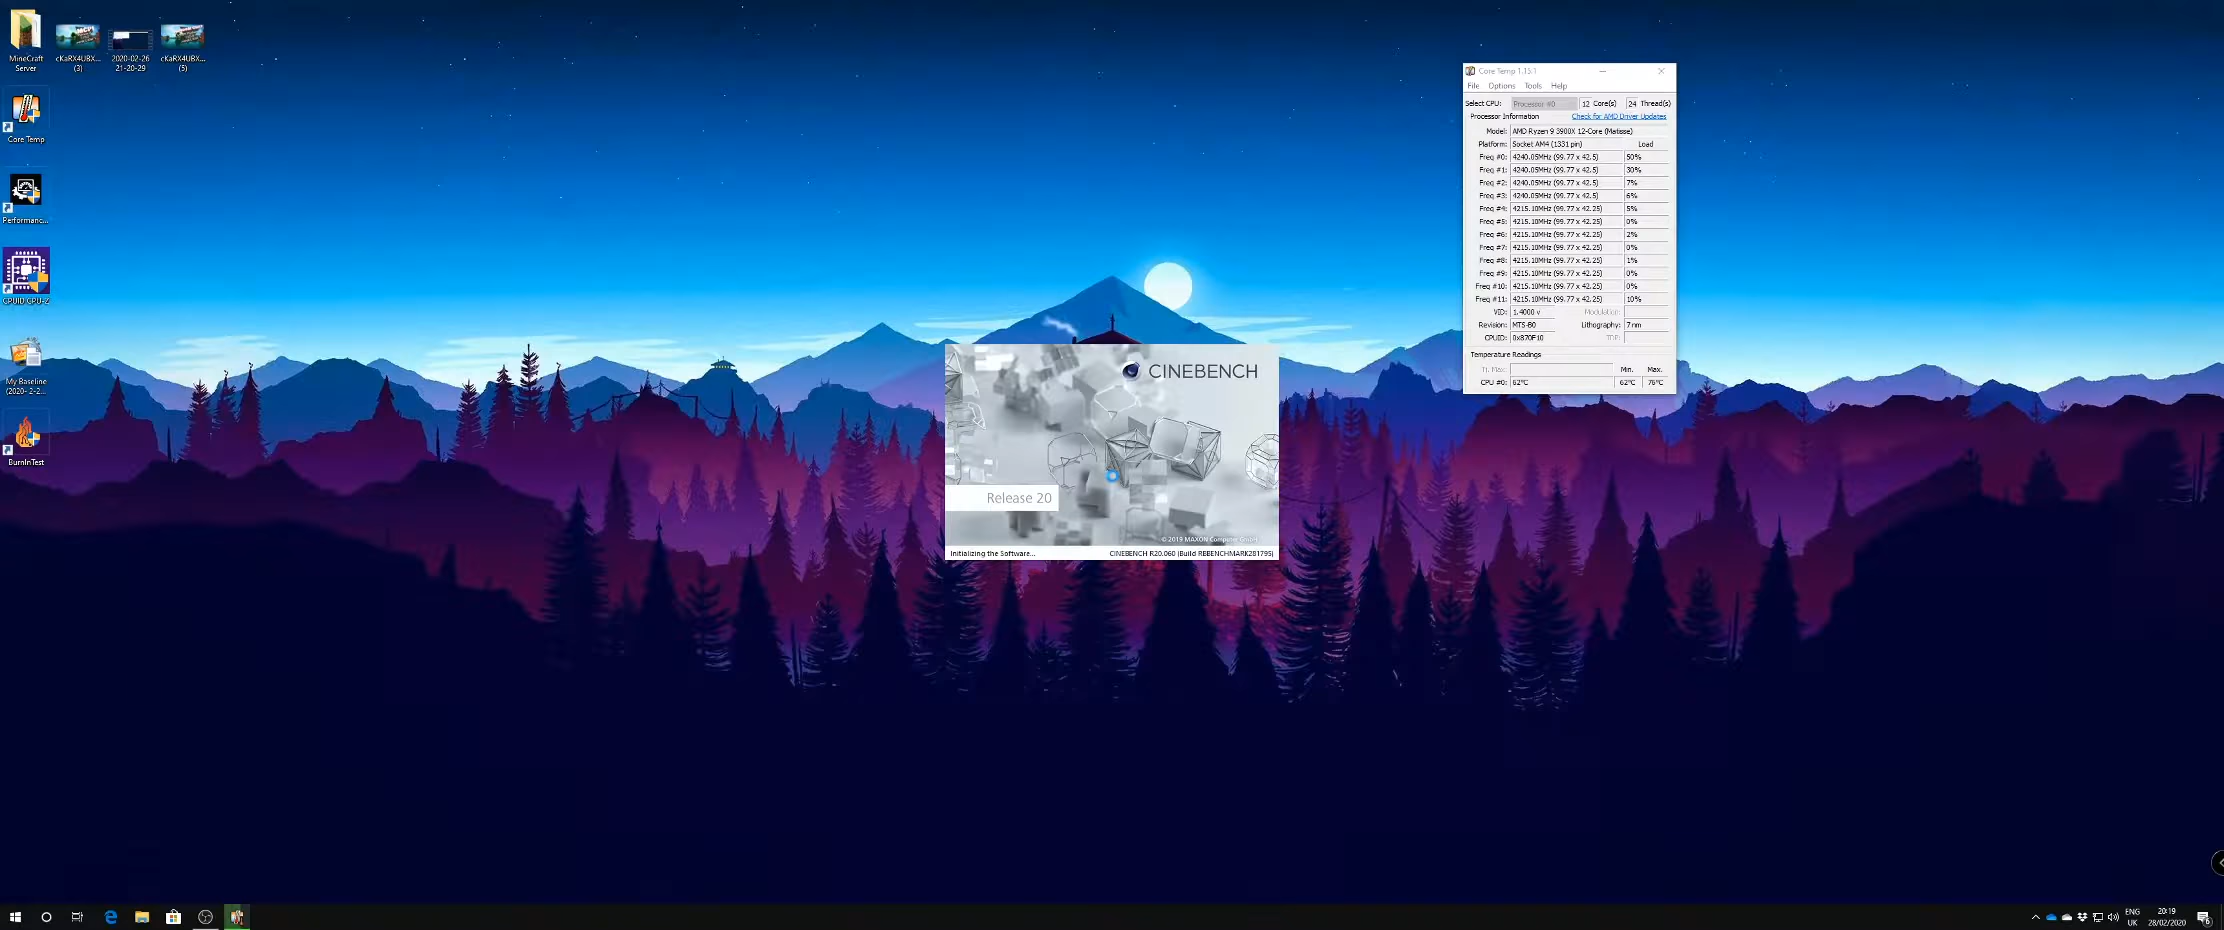 MineCraft
Server
cKaRX4UBX...
(3)
2020-02-26
21-20-29
cKaRX4UBX...
(5)
Core Temp
Performanc...
CPUID CPU-Z
My Baseline
(2020- 2-2...
BurnInTest
Core Temp 1.15.1
File Options Tools Help
Select CPU: Processor #0 12 Core(s) 24 Thread(s)
Processor Information Check for AMD Driver Updates
Model: AMD Ryzen 9 3900X 12-Core (Matisse)
Platform: Socket AM4 (1331 pin) Load
Freq #0: 4240.05MHz (99.77 x 42.5) 50%
Freq #1: 4240.05MHz (99.77 x 42.5) 30%
Freq #2: 4240.05MHz (99.77 x 42.5) 7%
Freq #3: 4240.05MHz (99.77 x 42.5) 6%
Freq #4: 4215.10MHz (99.77 x 42.25) 5%
Freq #5: 4215.10MHz (99.77 x 42.25) 0%
Freq #6: 4215.10MHz (99.77 x 42.25) 2%
Freq #7: 4215.10MHz (99.77 x 42.25) 0%
Freq #8: 4215.10MHz (99.77 x 42.25) 1%
Freq #9: 4215.10MHz (99.77 x 42.25) 0%
Freq #10: 4215.10MHz (99.77 x 42.25) 0%
Freq #11: 4215.10MHz (99.77 x 42.25) 10%
VID: 1.4000 v Modulation:
Revision: MTS-B0 Lithography: 7 nm
CPUID: 0x870F10 TDP:
Temperature Readings
Tj. Max: Min. Max.
CPU #0: 62°C 62°C 76°C
CINEBENCH
Release 20
© 2019 MAXON Computer GmbH
Initializing the Software... CINEBENCH R20.060 (Build RBBENCHMARK281795)
ENG
UK
20:19
28/02/2020
6